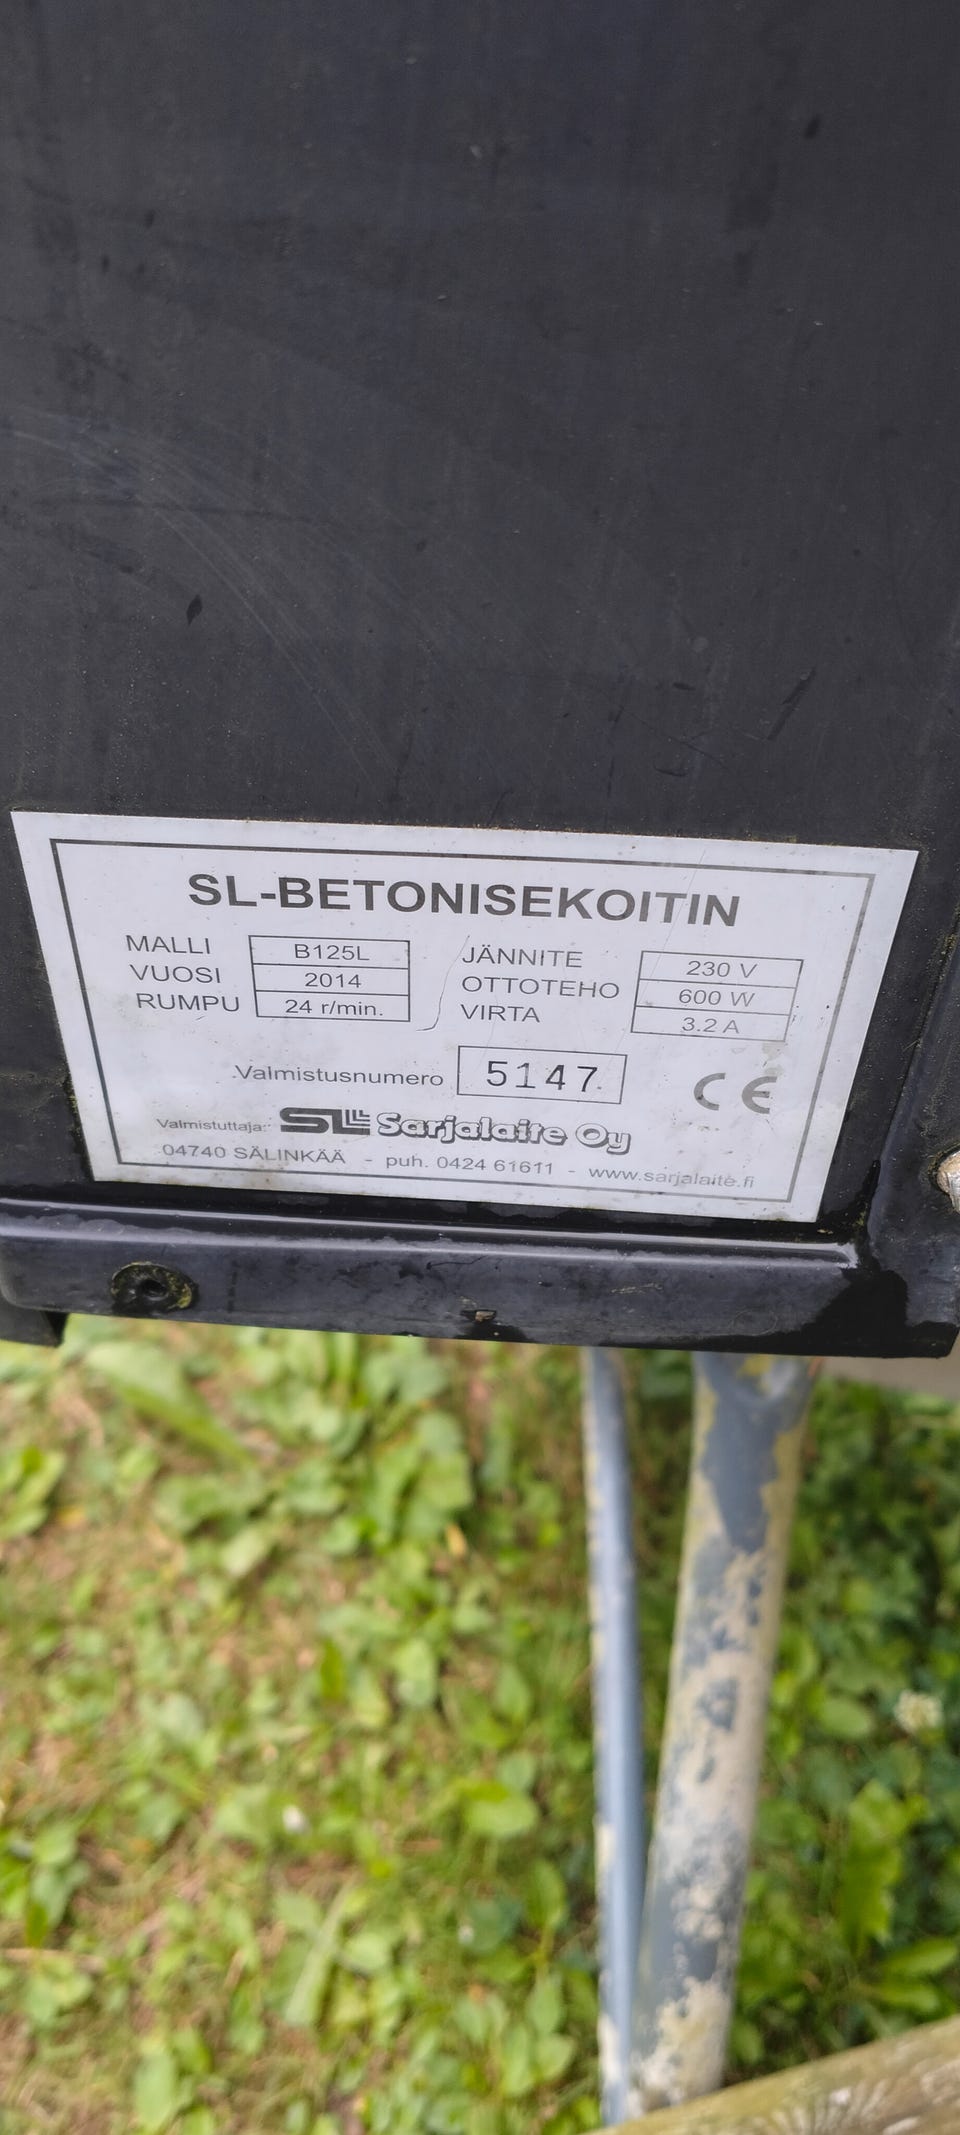 SL-BETONISEKOITIN
MALLI B125L JÄNNITE 230 V
VUOSI 2014 OTTOTEHO 600 W
RUMPU 24 r/min. VIRTA 3.2 A
Valmistusnumero 5147 CE
Valmistuttaja: SL Sarjalaite Oy
04740 SÄLINKÄÄ - puh. 0424 61611 - www.sarjalaite.fi